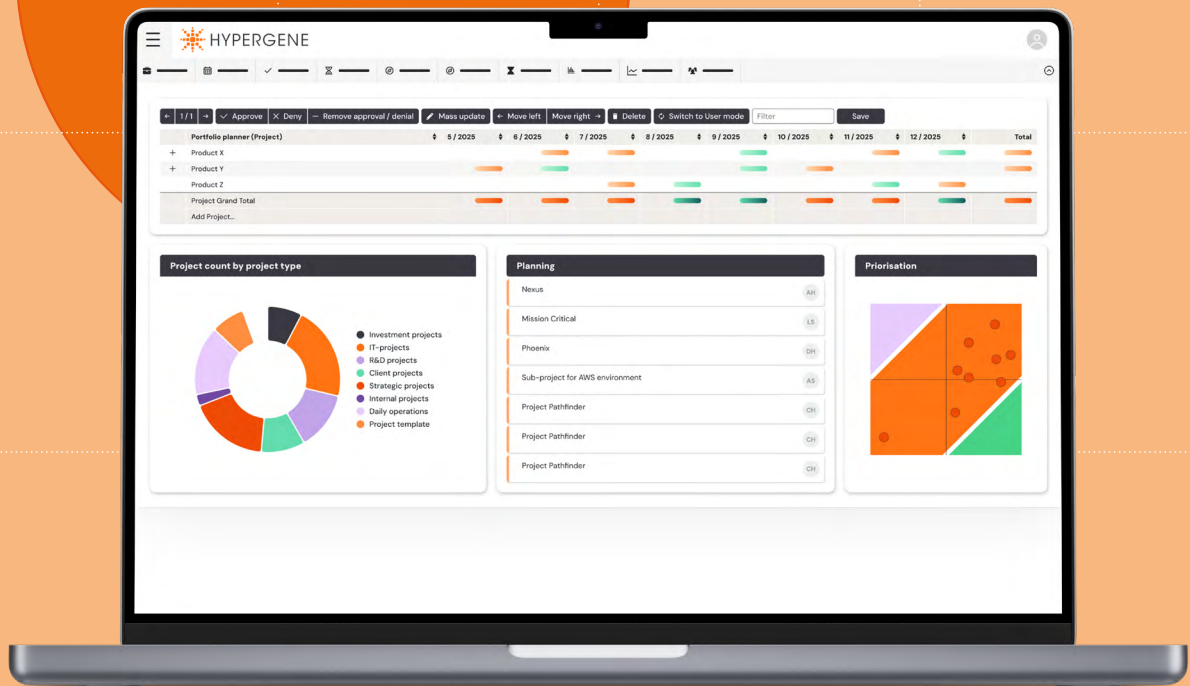 HYPERGENE
← 1/1 → ✓ Approve × Deny − Remove approval / denial Mass update ← Move left Move right → Delete Switch to User mode Filter Save
Portfolio planner (Project) 5 / 2025 6 / 2025 7 / 2025 8 / 2025 9 / 2025 10 / 2025 11 / 2025 12 / 2025 Total
+ Product X
+ Product Y
Product Z
Project Grand Total
Add Project...
Project count by project type
Investment projects
IT-projects
R&D projects
Client projects
Strategic projects
Internal projects
Daily operations
Project template
Planning
Nexus AH
Mission Critical LS
Phoenix DH
Sub-project for AWS environment AS
Project Pathfinder CH
Project Pathfinder CH
Project Pathfinder CH
Priorisation